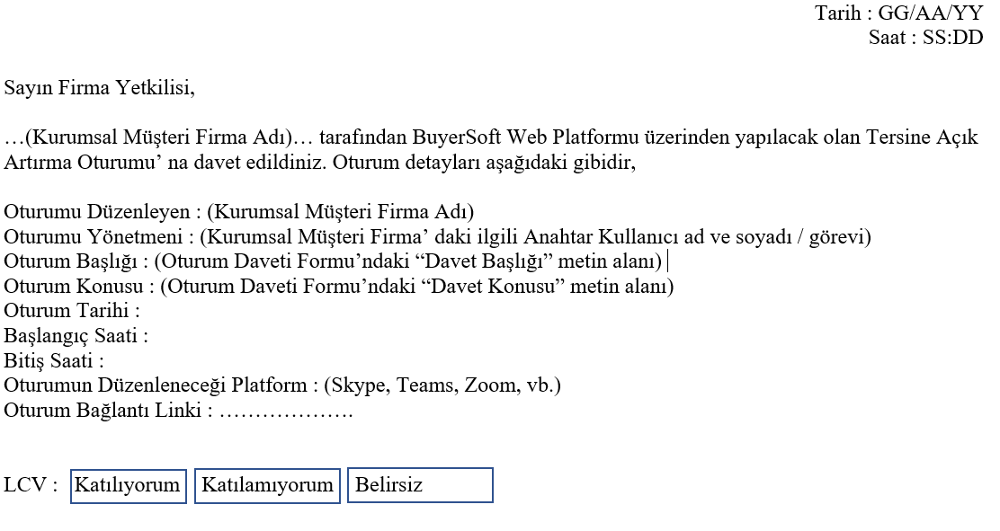 Tarih : GG/AA/YY
Saat : SS:DD
Sayın Firma Yetkilisi,
…(Kurumsal Müşteri Firma Adı)… tarafından BuyerSoft Web Platformu üzerinden yapılacak olan Tersine Açık
Artırma Oturumu’ na davet edildiniz. Oturum detayları aşağıdaki gibidir,
Oturumu Düzenleyen : (Kurumsal Müşteri Firma Adı)
Oturumu Yönetmeni : (Kurumsal Müşteri Firma’ daki ilgili Anahtar Kullanıcı ad ve soyadı / görevi)
Oturum Başlığı : (Oturum Daveti Formu’ndaki “Davet Başlığı” metin alanı)
Oturum Konusu : (Oturum Daveti Formu’ndaki “Davet Konusu” metin alanı)
Oturum Tarihi :
Başlangıç Saati :
Bitiş Saati :
Oturumun Düzenleneceği Platform : (Skype, Teams, Zoom, vb.)
Oturum Bağlantı Linki : ……………….
LCV : Katılıyorum Katılamıyorum Belirsiz